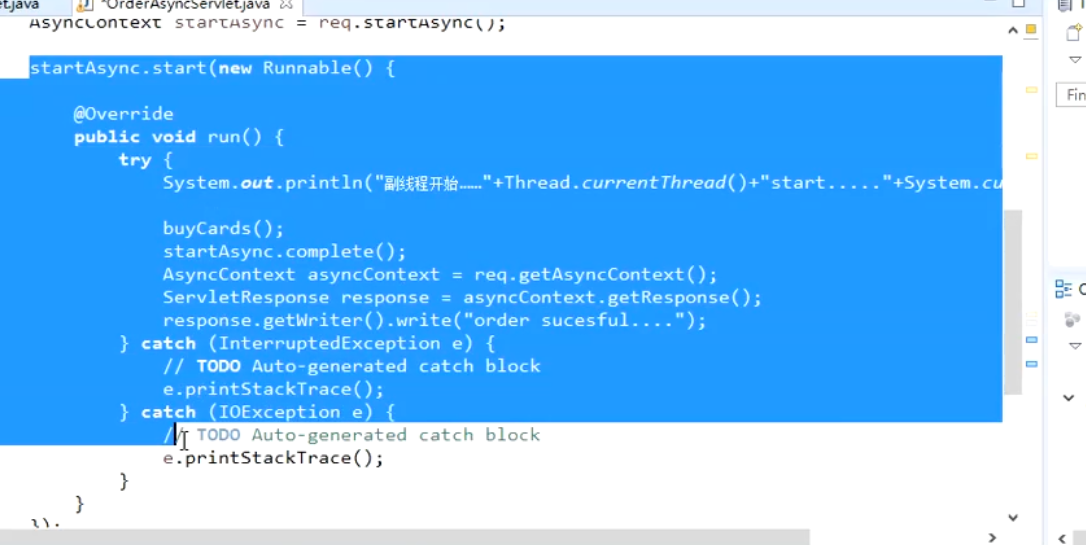 et.java
*OrderAsyncServlet.java
AsyncContext startAsync = req.startAsync();
startAsync.start(new Runnable() {
@Override
public void run() {
try {
System.out.println("副线程开始……"+Thread.currentThread()+"start....."+System.cu
buyCards();
startAsync.complete();
AsyncContext asyncContext = req.getAsyncContext();
ServletResponse response = asyncContext.getResponse();
response.getWriter().write("order sucesful....");
} catch (InterruptedException e) {
// TODO Auto-generated catch block
e.printStackTrace();
} catch (IOException e) {
// TODO Auto-generated catch block
e.printStackTrace();
}
}
});
Fin